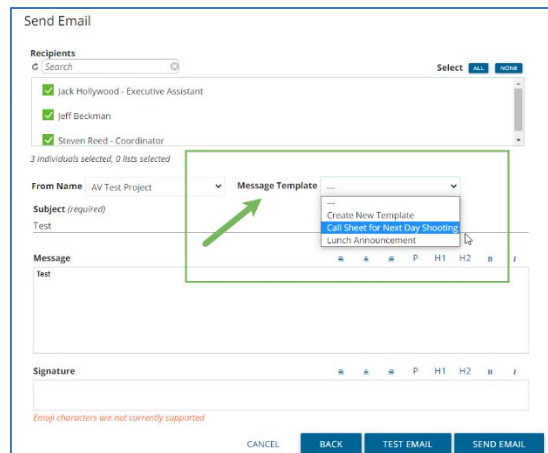 Send Email
Recipients
Search
Select ALL NONE
Jack Hollywood - Executive Assistant
Jeff Beckman
Steven Reed - Coordinator
3 individuals selected, 0 lists selected
From Name AV Test Project Message Template ---
---
Create New Template
Call Sheet for Next Day Shooting
Lunch Announcement
Subject (required)
Test
Message P H1 H2 B I
Test
Signature P H1 H2 B I
Emoji characters are not currently supported
CANCEL BACK TEST EMAIL SEND EMAIL